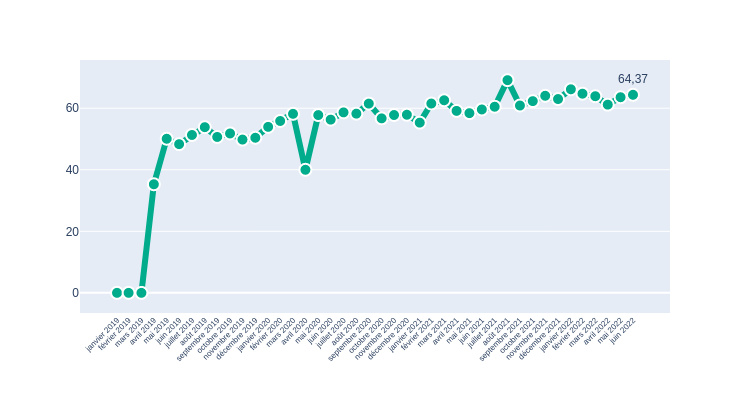 64,37
60
40
20
0
janvier 2019
février 2019
mars 2019
avril 2019
mai 2019
juin 2019
juillet 2019
août 2019
septembre 2019
octobre 2019
novembre 2019
décembre 2019
janvier 2020
février 2020
mars 2020
avril 2020
mai 2020
juin 2020
juillet 2020
août 2020
septembre 2020
octobre 2020
novembre 2020
décembre 2020
janvier 2021
février 2021
mars 2021
avril 2021
mai 2021
juin 2021
juillet 2021
août 2021
septembre 2021
octobre 2021
novembre 2021
décembre 2021
janvier 2022
février 2022
mars 2022
avril 2022
mai 2022
juin 2022